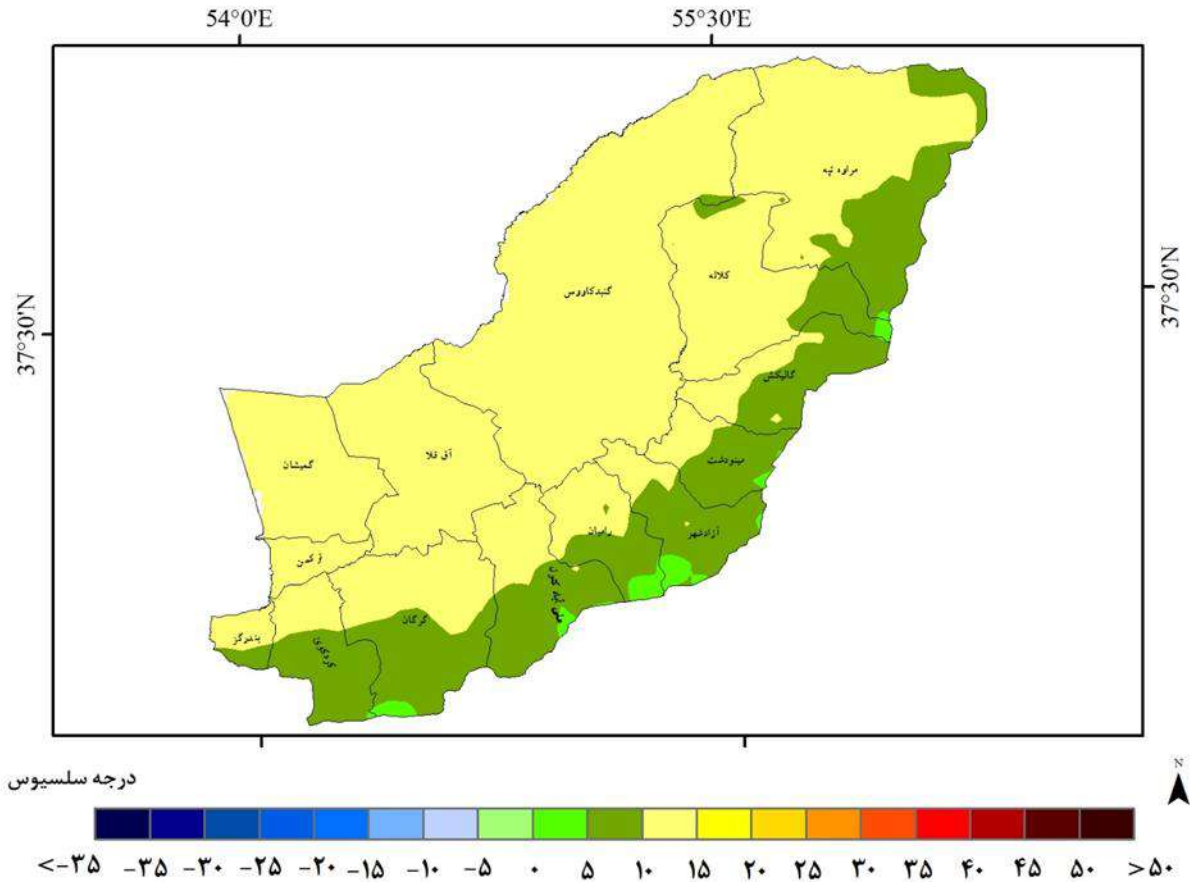 54°0'E 55°30'E
37°30'N
37°30'N
مراوه تپه
کلاله
گنبدکاووس
گالیکش
گمیشان
آق قلا
مینودشت
رامیان
آزادشهر
گرگان
بندرگز
کردکوی
درجه سلسیوس
N
<-۳۵ -۳۵ -۳۰ -۲۵ -۲۰ -۱۵ -۱۰ -۵ ۰ ۵ ۱۰ ۱۵ ۲۰ ۲۵ ۳۰ ۳۵ ۴۰ ۴۵ ۵۰ >۵۰